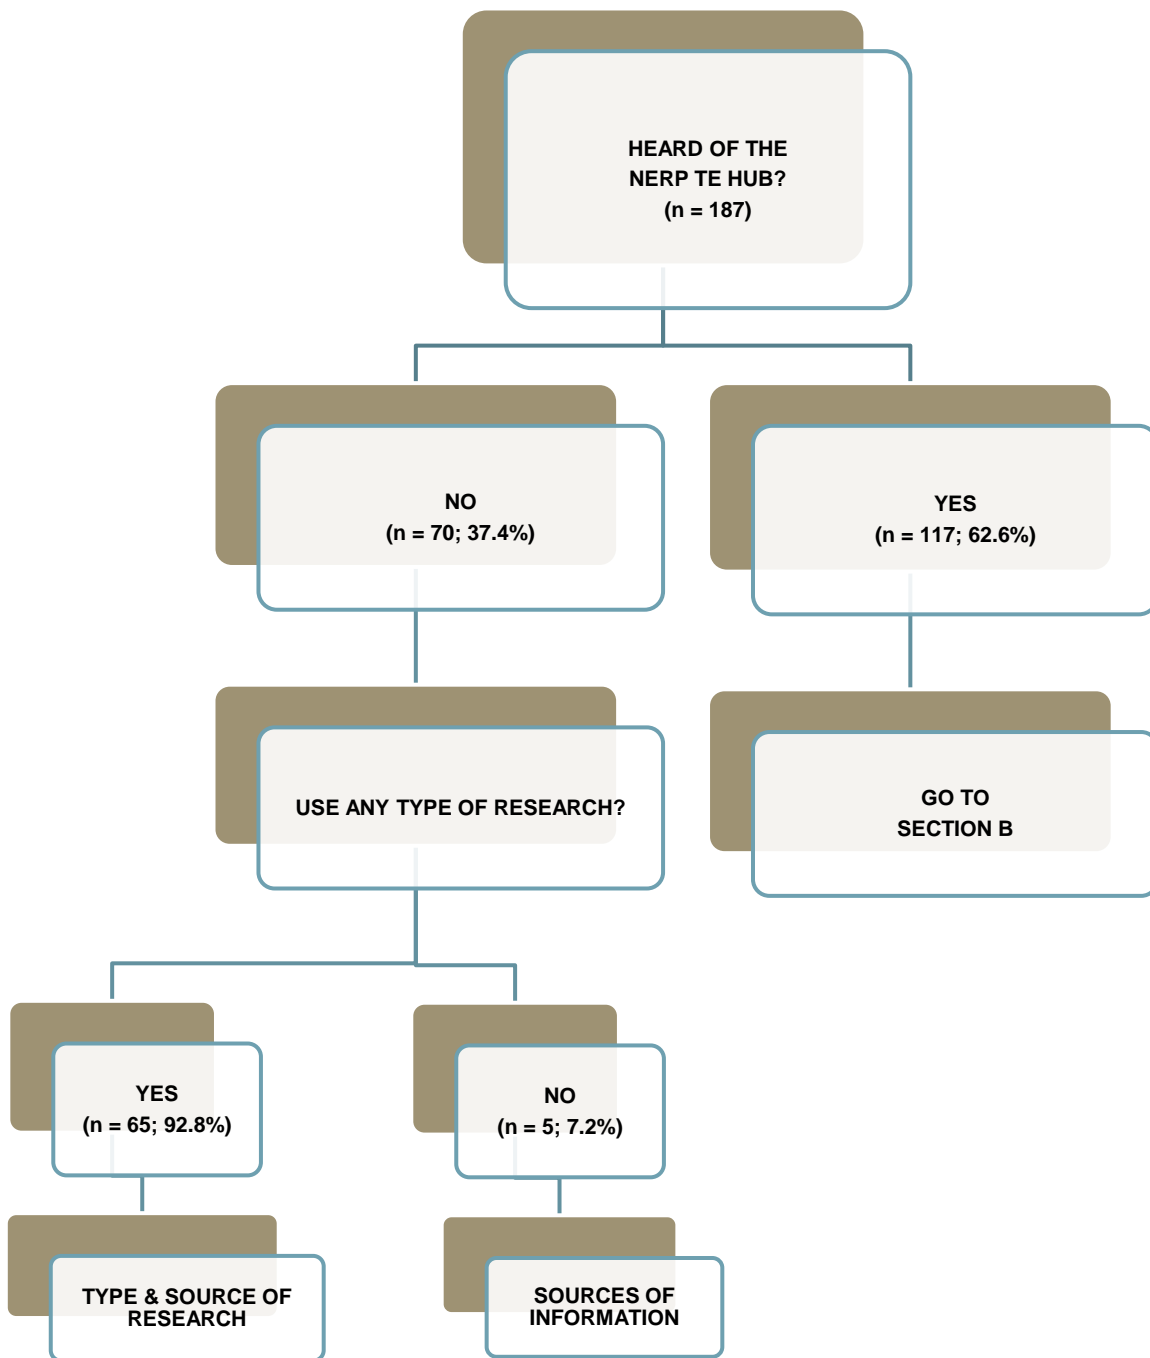 HEARD OF THE
NERP TE HUB?
(n = 187)
NO
(n = 70; 37.4%)
YES
(n = 117; 62.6%)
USE ANY TYPE OF RESEARCH?
GO TO
SECTION B
YES
(n = 65; 92.8%)
NO
(n = 5; 7.2%)
TYPE & SOURCE OF
RESEARCH
SOURCES OF
INFORMATION